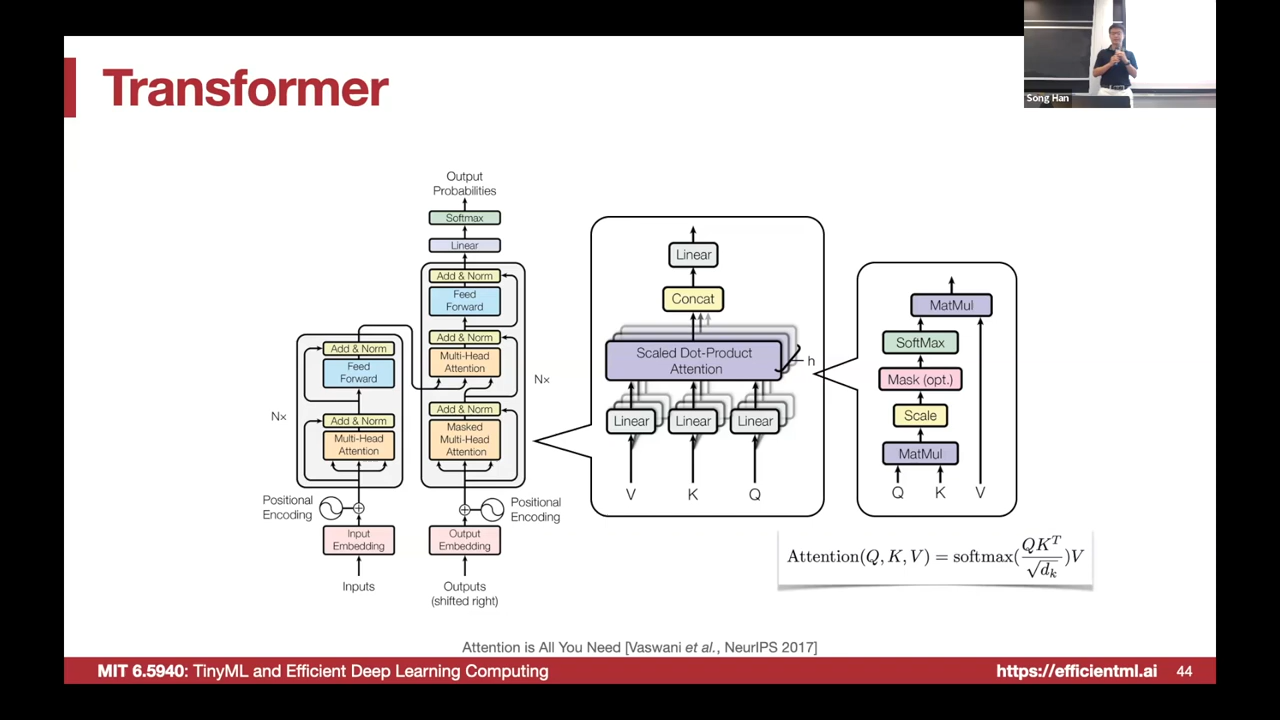 Transformer
Song Han
Output
Probabilities
Softmax
Linear
Add & Norm
Feed
Forward
Add & Norm
Multi-Head
Attention
Add & Norm
Masked
Multi-Head
Attention
Nx
Positional
Encoding
Output
Embedding
Outputs
(shifted right)
Add & Norm
Feed
Forward
Add & Norm
Multi-Head
Attention
Nx
Positional
Encoding
Input
Embedding
Inputs
Linear
Concat
Scaled Dot-Product
Attention
h
Linear Linear Linear
V K Q
MatMul
SoftMax
Mask (opt.)
Scale
MatMul
Q K V
Attention(Q, K, V) = softmax(QK^T/√d_k)V
Attention is All You Need [Vaswani et al., NeurIPS 2017]
MIT 6.5940: TinyML and Efficient Deep Learning Computing
https://efficientml.ai 44